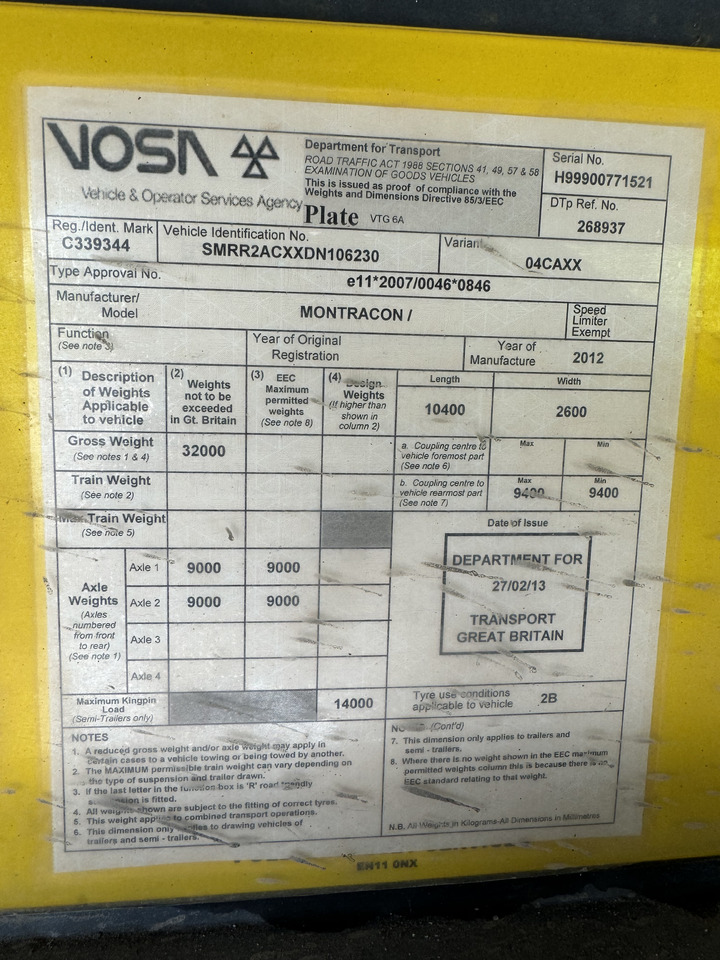 VOSA
Vehicle & Operator Services Agency
Department for Transport
ROAD TRAFFIC ACT 1988 SECTIONS 41, 49, 57 & 58
EXAMINATION OF GOODS VEHICLES
This is issued as proof of compliance with the
Weights and Dimensions Directive 85/3/EEC
Plate VTG 6A
Serial No.
H99900771521
DTp Ref. No.
268937
Reg./Ident. Mark
C339344
Vehicle Identification No.
SMRR2ACXXDN106230
Variant
04CAXX
Type Approval No.
e11*2007/0046*0846
Manufacturer/
Model
MONTRACON /
Speed
Limiter
Exempt
Function
(See note 3)
Year of Original
Registration
Year of
Manufacture
2012
(1) Description
of Weights
Applicable
to vehicle
(2) Weights
not to be
exceeded
in Gt. Britain
(3) EEC
Maximum
permitted
weights
(See note 8)
(4) Design
Weights
(If higher than
shown in
column 2)
Length
10400
Width
2600
Gross Weight
(See notes 1 & 4)
32000
a. Coupling centre to
vehicle foremost part
(See note 6)
Max
Min
Train Weight
(See note 2)
b. Coupling centre to
vehicle rearmost part
(See note 7)
Max
9400
Min
9400
Max Train Weight
(See note 5)
Date of Issue
DEPARTMENT FOR
27/02/13
TRANSPORT
GREAT BRITAIN
Axle
Weights
(Axles
numbered
from front
to rear)
(See note 1)
Axle 1 9000 9000
Axle 2 9000 9000
Axle 3
Axle 4
Maximum Kingpin
Load
(Semi-Trailers only)
14000
Tyre use conditions
applicable to vehicle
2B
NOTES
1. A reduced gross weight and/or axle weight may apply in
certain cases to a vehicle towing or being towed by another.
2. The MAXIMUM permissible train weight can vary depending on
the type of suspension and trailer drawn.
3. If the last letter in the function box is 'R' road friendly
suspension is fitted.
4. All weights shown are subject to the fitting of correct tyres.
5. This weight applies to combined transport operations.
6. This dimension only applies to drawing vehicles of
trailers and semi - trailers.
(Cont'd)
7. This dimension only applies to trailers and
semi - trailers.
8. Where there is no weight shown in the EEC maximum
permitted weights column this is because there is no
EEC standard relating to that weight.
N.B. All Weights in Kilograms-All Dimensions in Millimetres
EN11 0NX